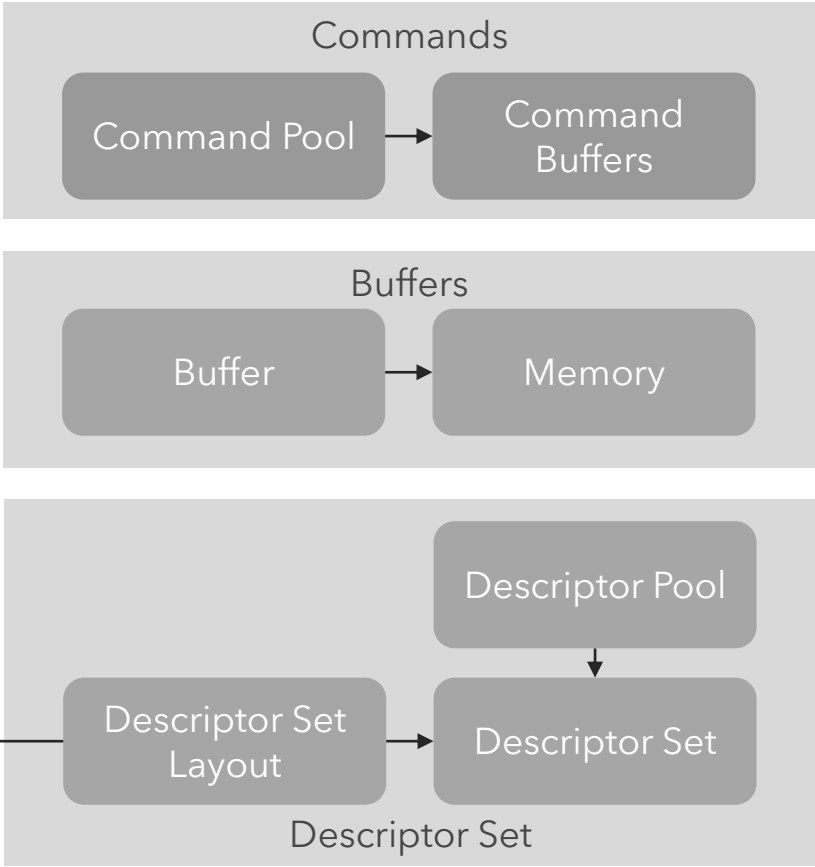 Commands
Command Pool
Command
Buffers
Buffers
Buffer
Memory
Descriptor Pool
Descriptor Set
Layout
Descriptor Set
Descriptor Set